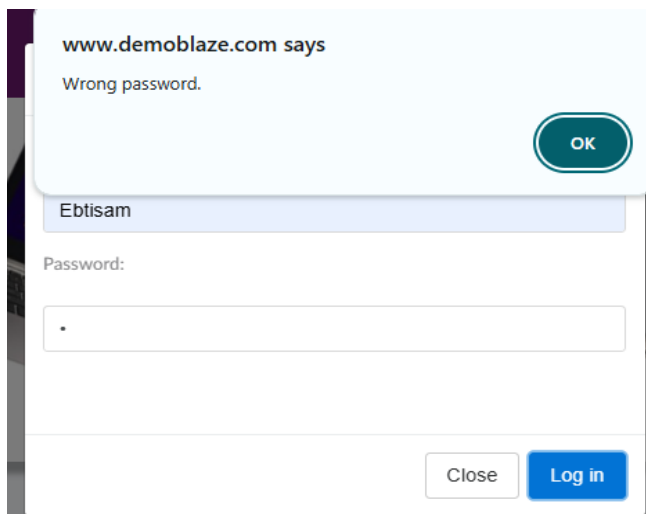 www.demoblaze.com says
Wrong password.
OK
Ebtisam
Password:
•
Close
Log in